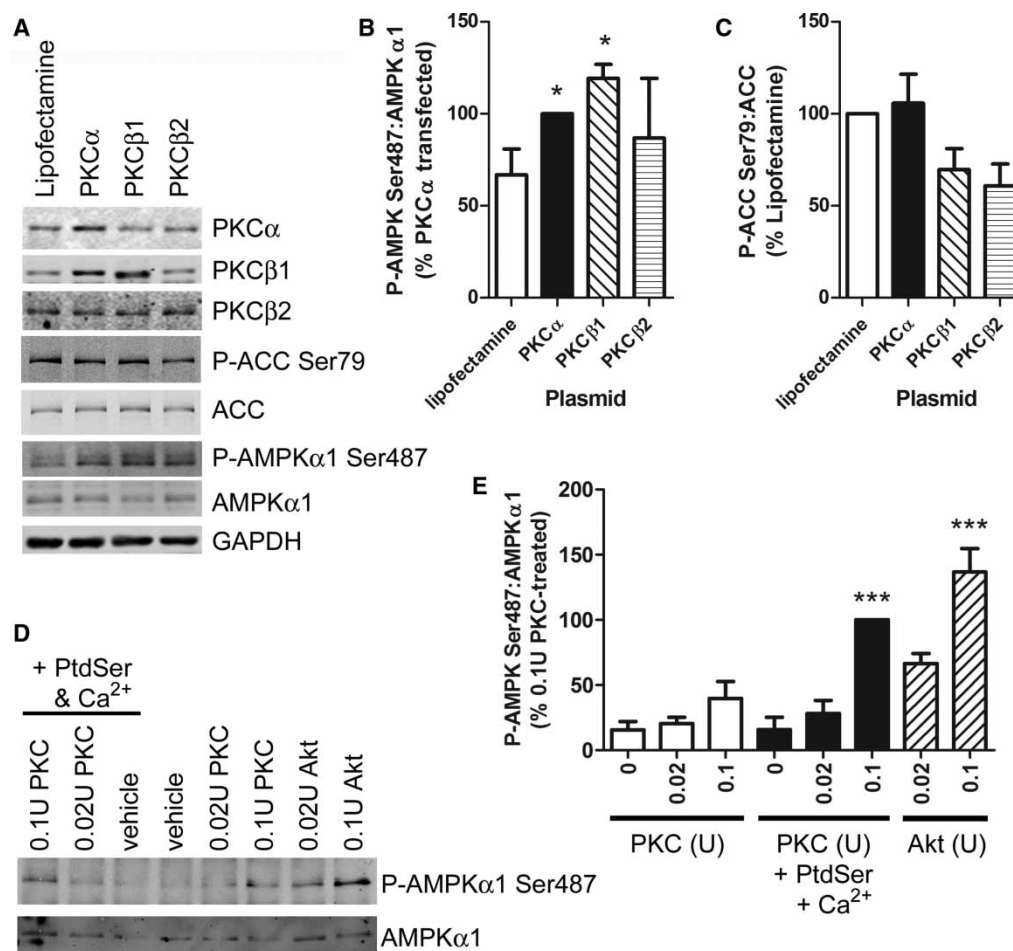 A
Lipofectamine
PKCα
PKCβ1
PKCβ2
PKCα
PKCβ1
PKCβ2
P-ACC Ser79
ACC
P-AMPKα1 Ser487
AMPKα1
GAPDH
B
P-AMPK Ser487:AMPK α1
(% PKCα transfected)
150
100
50
0
*
*
lipofectamine
PKCα
PKCβ1
PKCβ2
Plasmid
C
P-ACC Ser79:ACC
(% Lipofectamine)
150
100
50
0
lipofectamine
PKCα
PKCβ1
PKCβ2
Plasmid
D
+ PtdSer
& Ca2+
0.1U PKC
0.02U PKC
vehicle
vehicle
0.02U PKC
0.1U PKC
0.02U Akt
0.1U Akt
P-AMPKα1 Ser487
AMPKα1
E
P-AMPK Ser487:AMPKα1
(% 0.1U PKC-treated)
200
150
100
50
0
***
***
0
0.02
0.1
0
0.02
0.1
0.02
0.1
PKC (U)
PKC (U)
+ PtdSer
+ Ca2+
Akt (U)